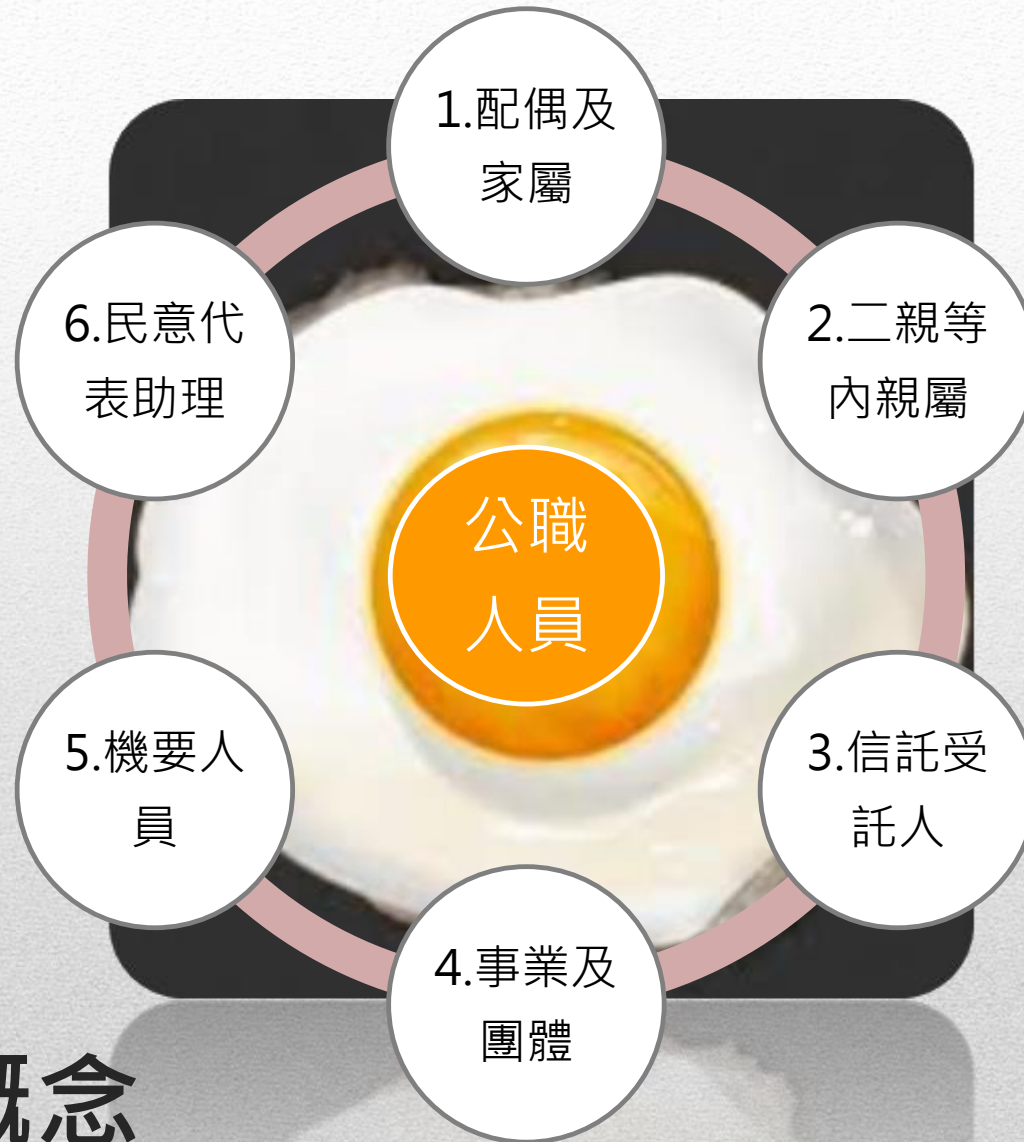 1.配偶及
家屬
2.二親等
內親屬
3.信託受
託人
4.事業及
團體
5.機要人
員
6.民意代
表助理
公職
人員
概念